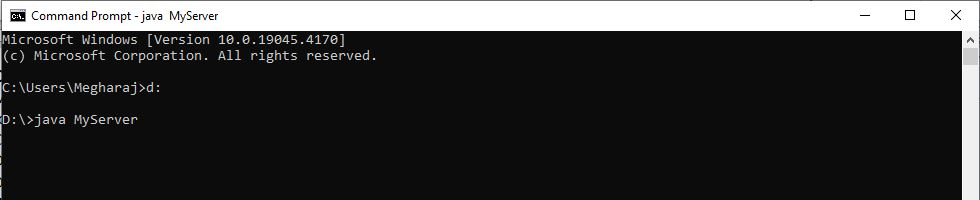 Command Prompt - java  MyServer
Microsoft Windows [Version 10.0.19045.4170]
(c) Microsoft Corporation. All rights reserved.
C:\Users\Megharaj>d:
D:\>java MyServer